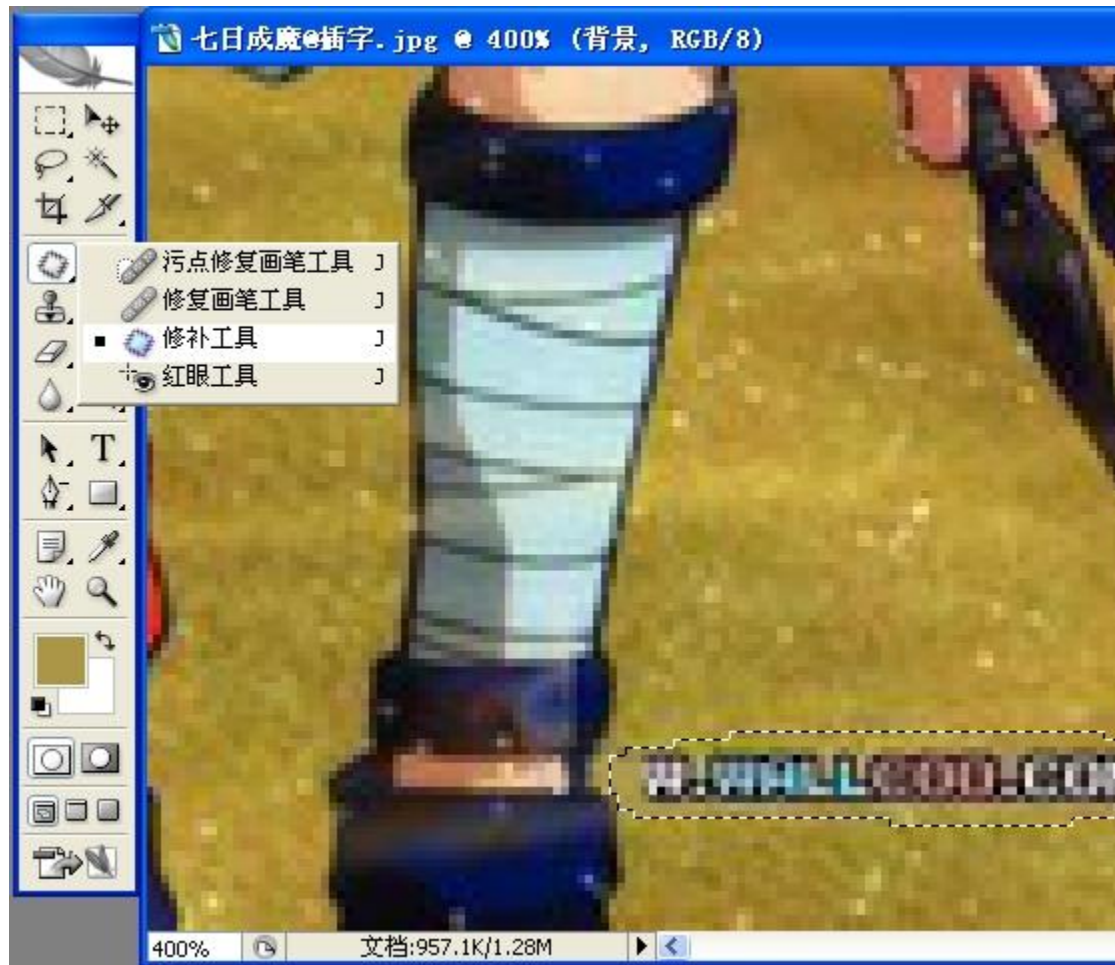 七日成魔@插字.jpg @ 400% (背景, RGB/8)
污点修复画笔工具 J
修复画笔工具 J
修补工具 J
红眼工具 J
T
400% 文档:957.1K/1.28M